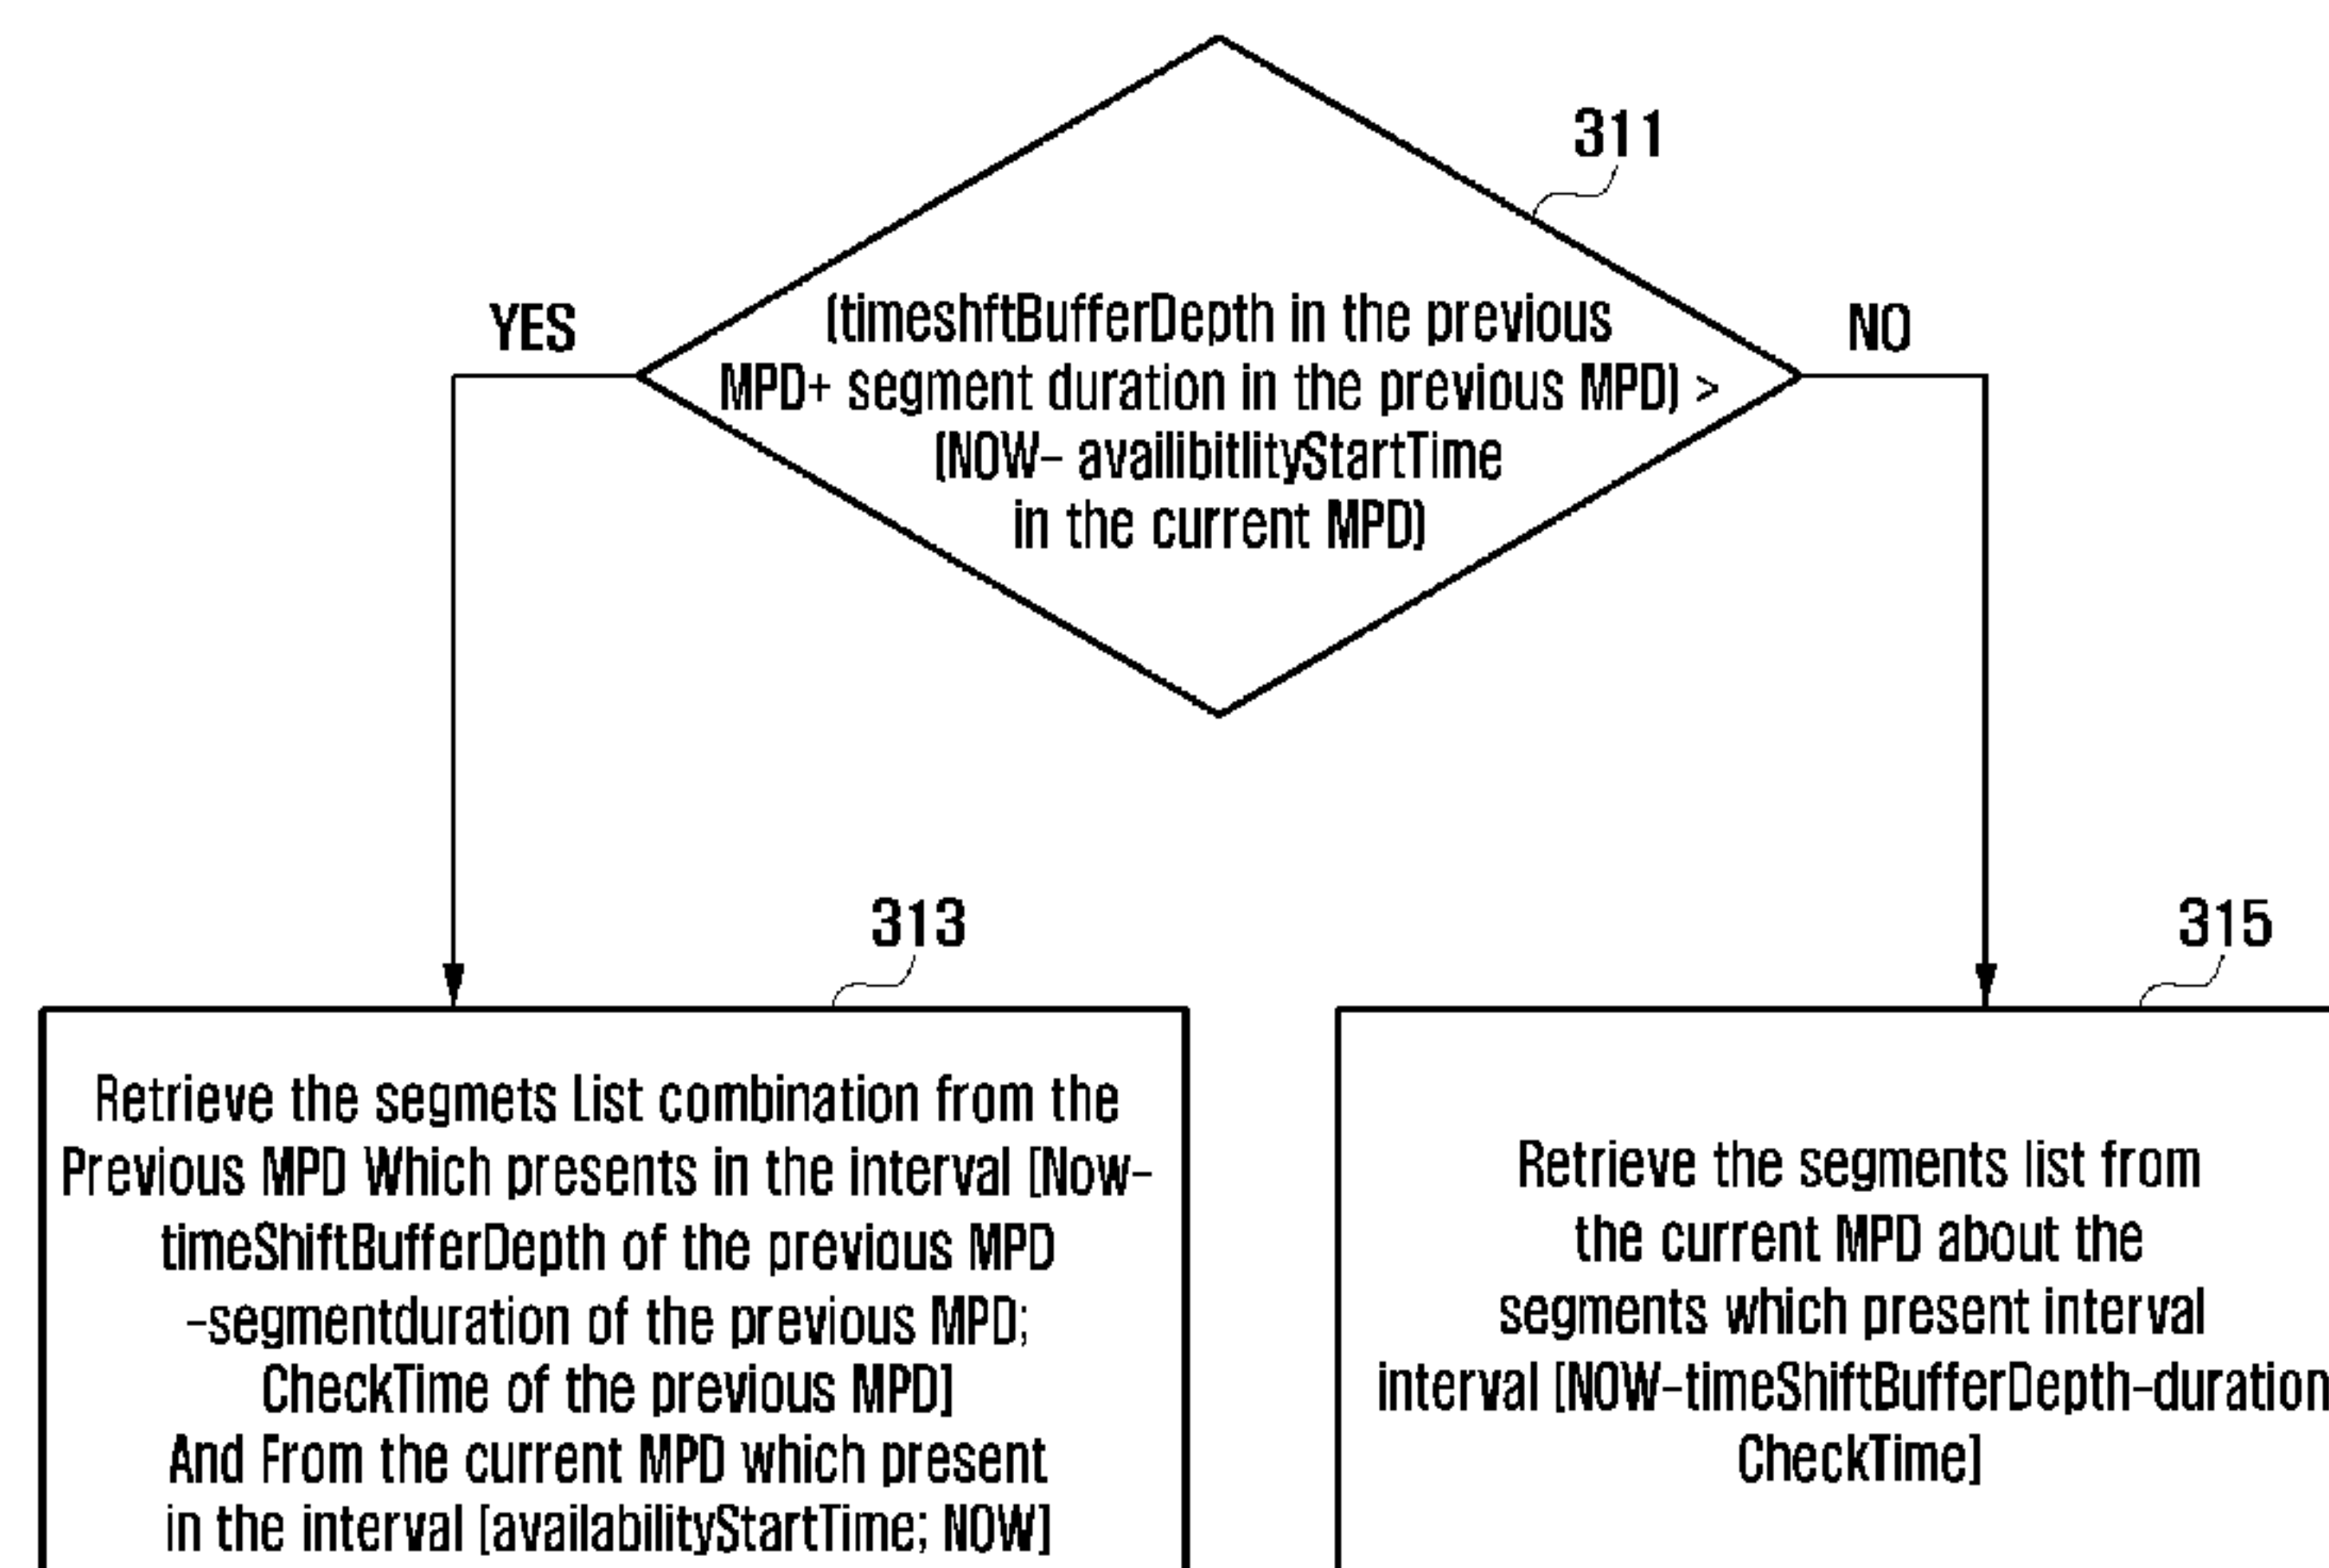 311
YES
NO
(timeshftBufferDepth in the previous
MPD+ segment duration in the previous MPD) >
(NOW- availibitlityStartTime
in the current MPD)
313
315
Retrieve the segmets List combination from the
Previous MPD Which presents in the interval [Now-
timeShiftBufferDepth of the previous MPD
-segmentduration of the previous MPD;
CheckTime of the previous MPD]
And From the current MPD which present
in the interval [availabilityStartTime; NOW]
Retrieve the segments list from
the current MPD about the
segments which present interval
interval [NOW-timeShiftBufferDepth-duration
CheckTime]